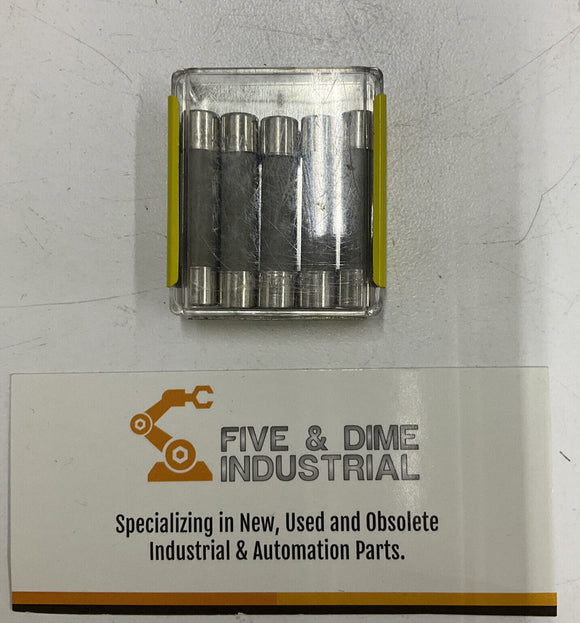 FIVE & DIME
INDUSTRIAL
Specializing in New, Used and Obsolete
Industrial & Automation Parts.